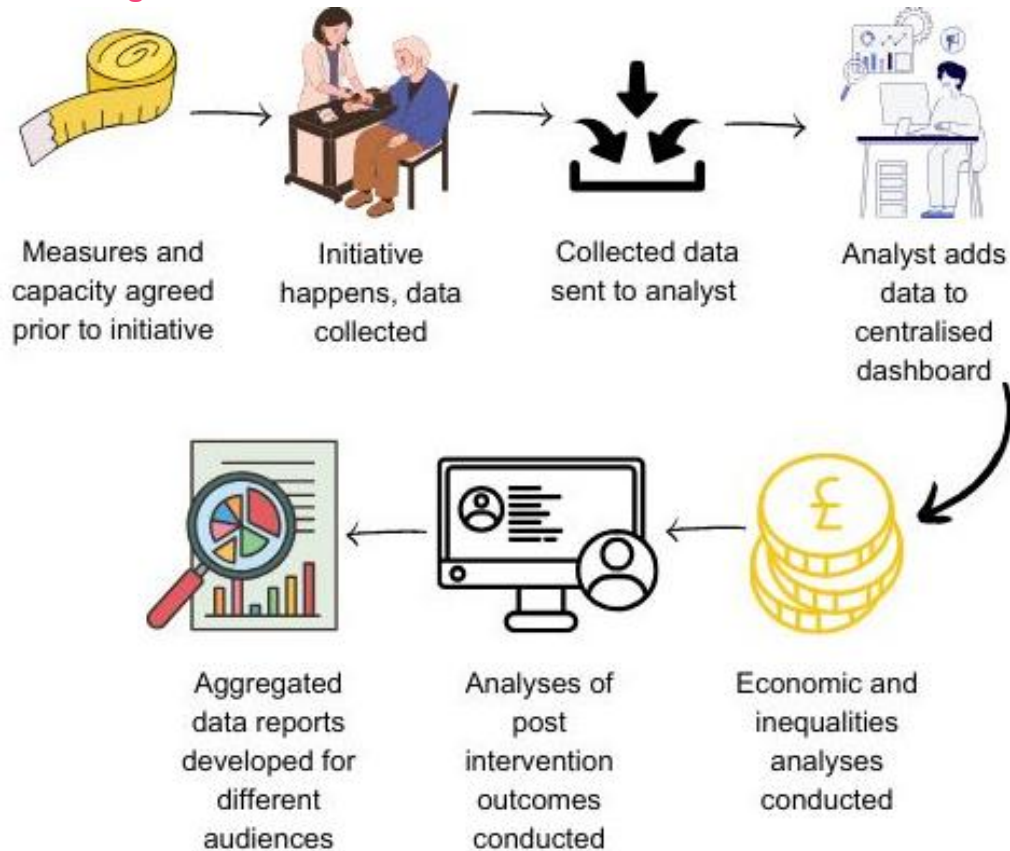 Measures and
capacity agreed
prior to initiative
Initiative
happens, data
collected
Collected data
sent to analyst
Analyst adds
data to
centralised
dashboard
£
Economic and
inequalities
analyses
conducted
Analyses of
post
intervention
outcomes
conducted
Aggregated
data reports
developed for
different
audiences